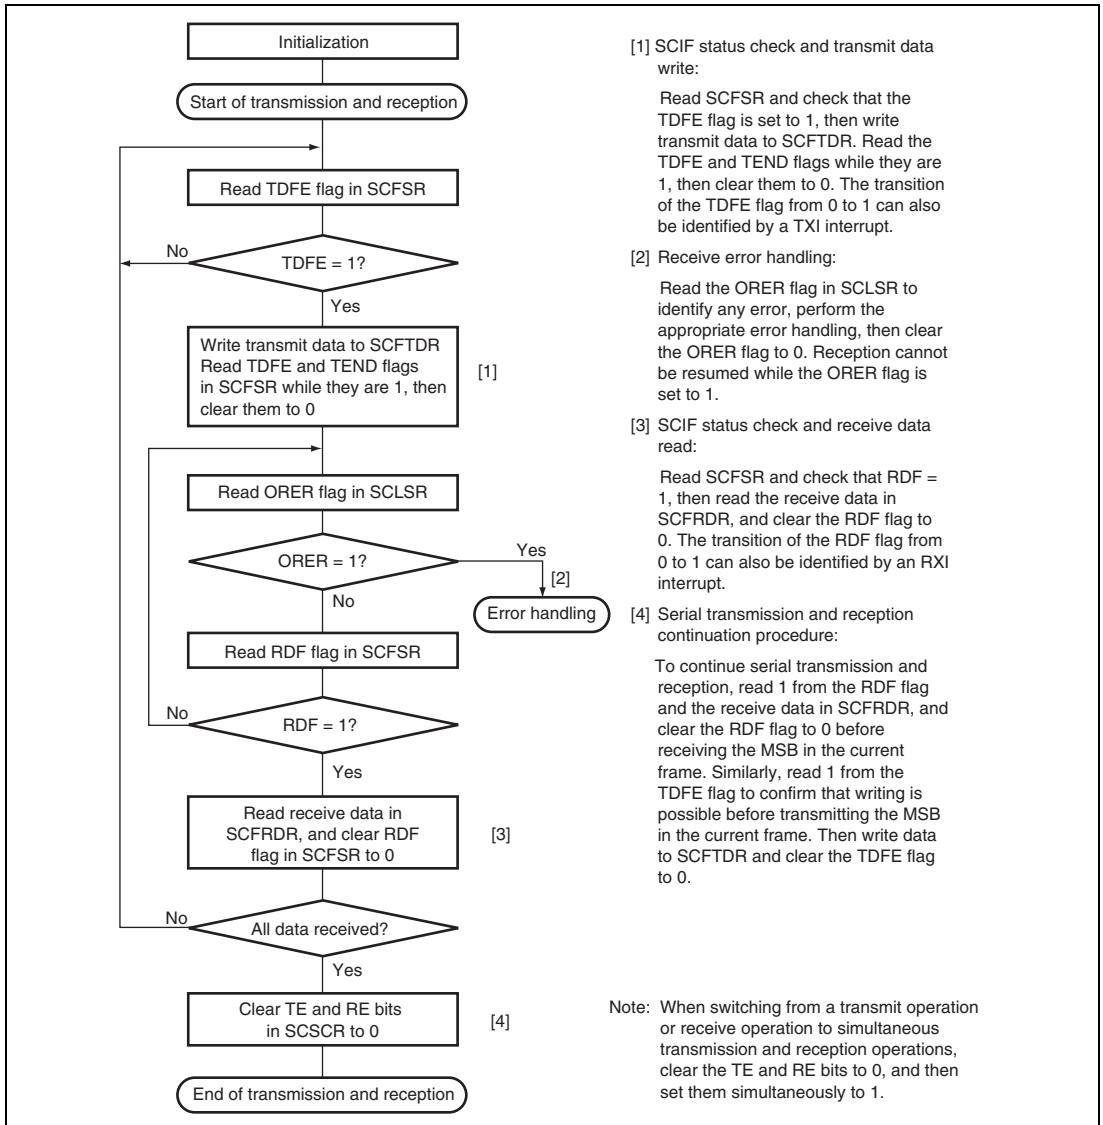 Initialization
Start of transmission and reception
Read TDFE flag in SCFSR
No
TDFE = 1?
Yes
Write transmit data to SCFTDR
Read TDFE and TEND flags
in SCFSR while they are 1, then
clear them to 0
[1]
Read ORER flag in SCLSR
ORER = 1?
Yes
[2]
No
Error handling
Read RDF flag in SCFSR
No
RDF = 1?
Yes
Read receive data in
SCFRDR, and clear RDF
flag in SCFSR to 0
[3]
No
All data received?
Yes
Clear TE and RE bits
in SCSCR to 0
[4]
End of transmission and reception
[1] SCIF status check and transmit data
write:
Read SCFSR and check that the
TDFE flag is set to 1, then write
transmit data to SCFTDR. Read the
TDFE and TEND flags while they are
1, then clear them to 0. The transition
of the TDFE flag from 0 to 1 can also
be identified by a TXI interrupt.
[2] Receive error handling:
Read the ORER flag in SCLSR to
identify any error, perform the
appropriate error handling, then clear
the ORER flag to 0. Reception cannot
be resumed while the ORER flag is
set to 1.
[3] SCIF status check and receive data
read:
Read SCFSR and check that RDF =
1, then read the receive data in
SCFRDR, and clear the RDF flag to
0. The transition of the RDF flag from
0 to 1 can also be identified by an RXI
interrupt.
[4] Serial transmission and reception
continuation procedure:
To continue serial transmission and
reception, read 1 from the RDF flag
and the receive data in SCFRDR, and
clear the RDF flag to 0 before
receiving the MSB in the current
frame. Similarly, read 1 from the
TDFE flag to confirm that writing is
possible before transmitting the MSB
in the current frame. Then write data
to SCFTDR and clear the TDFE flag
to 0.
Note: When switching from a transmit operation
or receive operation to simultaneous
transmission and reception operations,
clear the TE and RE bits to 0, and then
set them simultaneously to 1.